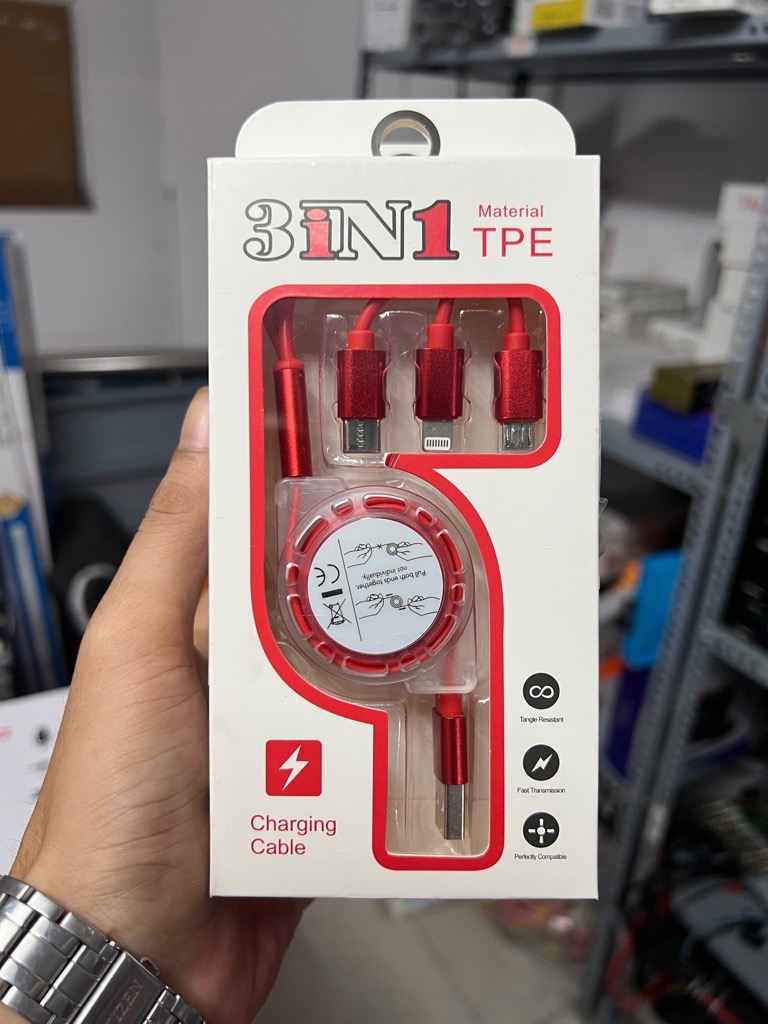 3iN1
Material
TPE
Pull both ends together,
not individually.
CE
Tangle Resistant
Fast Transmission
Perfectly Compatible
Charging
Cable